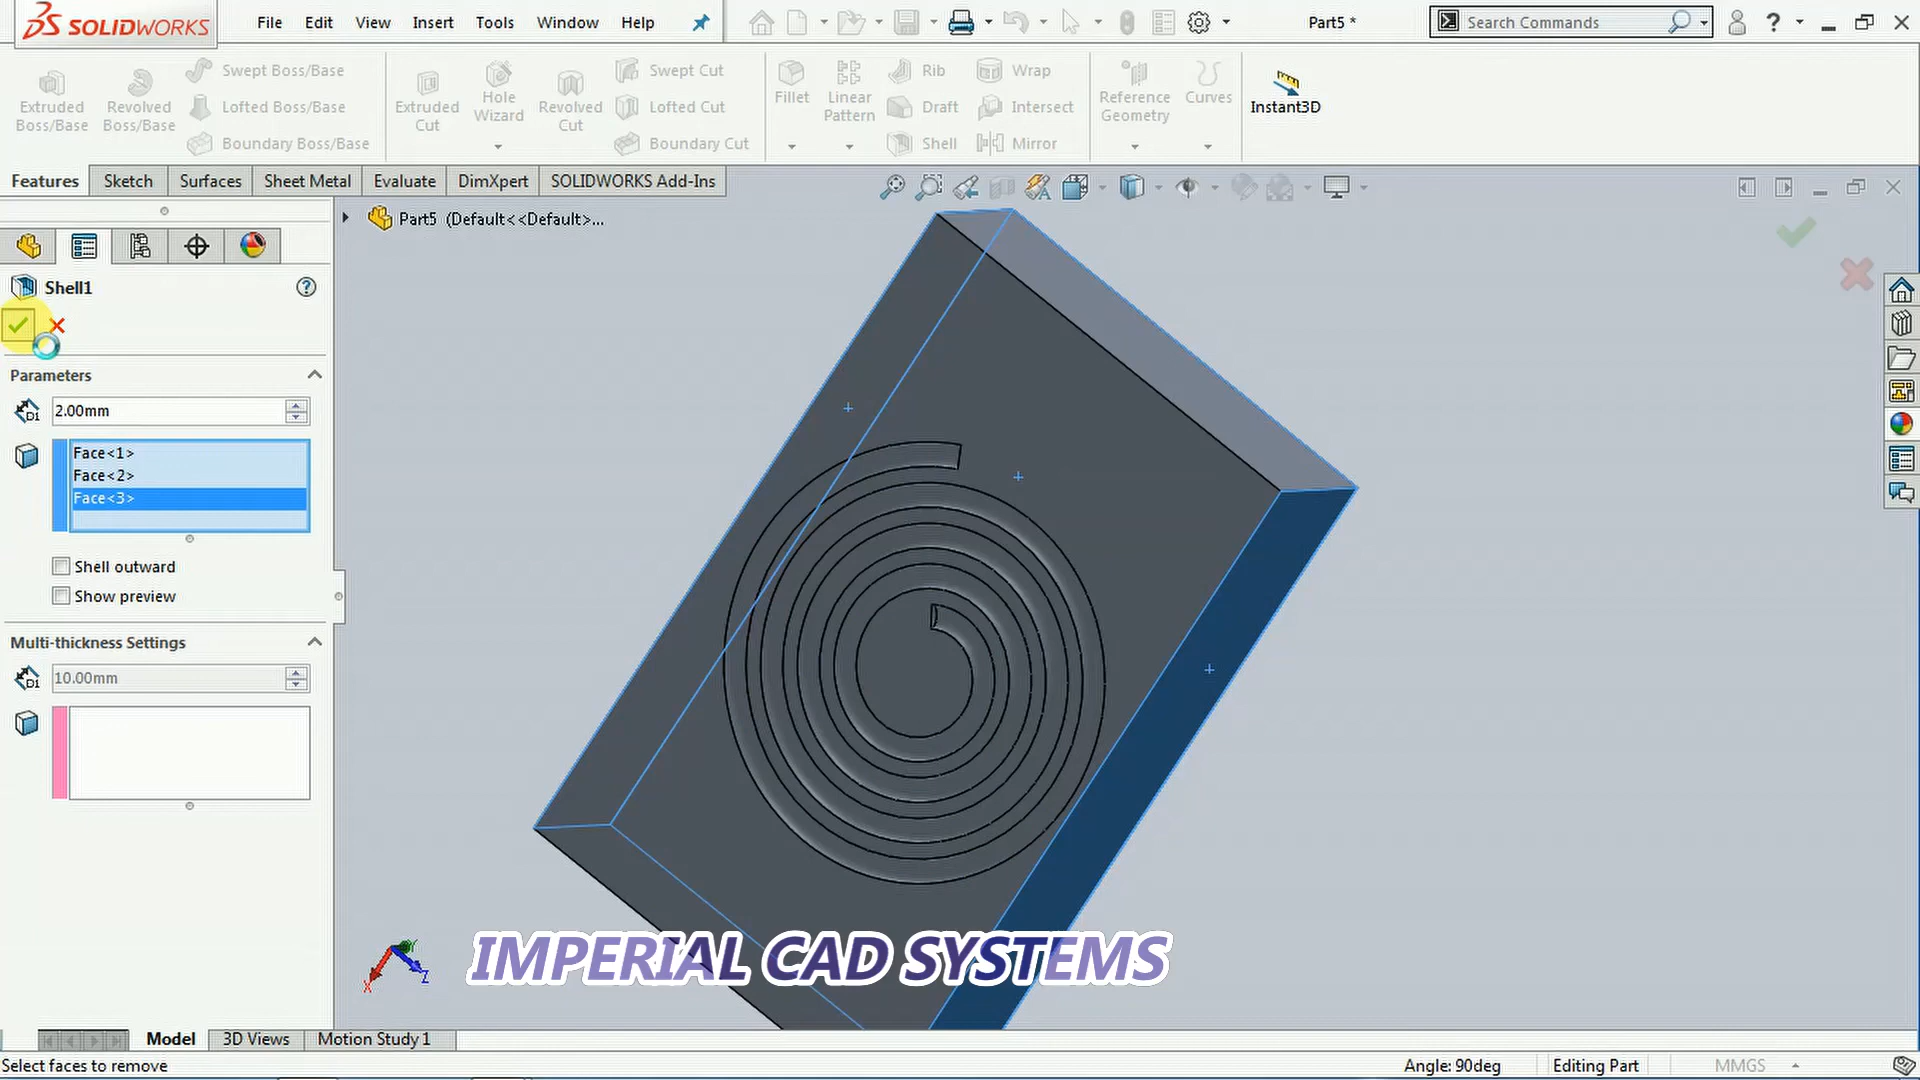 SOLIDWORKS
File Edit View Insert Tools Window Help
Part5 *
Search Commands
Extruded Boss/Base
Revolved Boss/Base
Swept Boss/Base
Lofted Boss/Base
Boundary Boss/Base
Extruded Cut
Hole Wizard
Revolved Cut
Swept Cut
Lofted Cut
Boundary Cut
Fillet
Linear Pattern
Rib
Draft
Shell
Wrap
Intersect
Mirror
Reference Geometry
Curves
Instant3D
Features Sketch Surfaces Sheet Metal Evaluate DimXpert SOLIDWORKS Add-Ins
Part5 (Default<<Default>...
Shell1
Parameters
2.00mm
Face<1>
Face<2>
Face<3>
Shell outward
Show preview
Multi-thickness Settings
10.00mm
X Y Z
IMPERIAL CAD SYSTEMS
Model 3D Views Motion Study 1
Select faces to remove
Angle: 90deg Editing Part MMGS